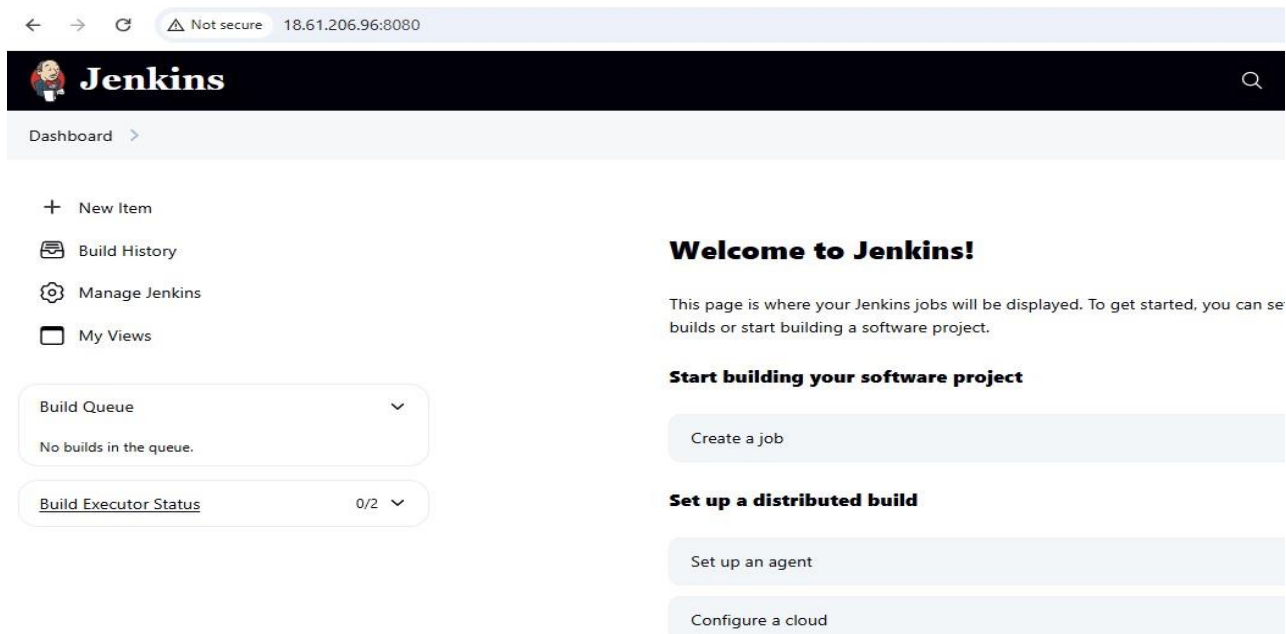 Not secure 18.61.206.96:8080
Jenkins
Dashboard
New Item
Build History
Manage Jenkins
My Views
Build Queue
No builds in the queue.
Build Executor Status 0/2
Welcome to Jenkins!
This page is where your Jenkins jobs will be displayed. To get started, you can se
builds or start building a software project.
Start building your software project
Create a job
Set up a distributed build
Set up an agent
Configure a cloud